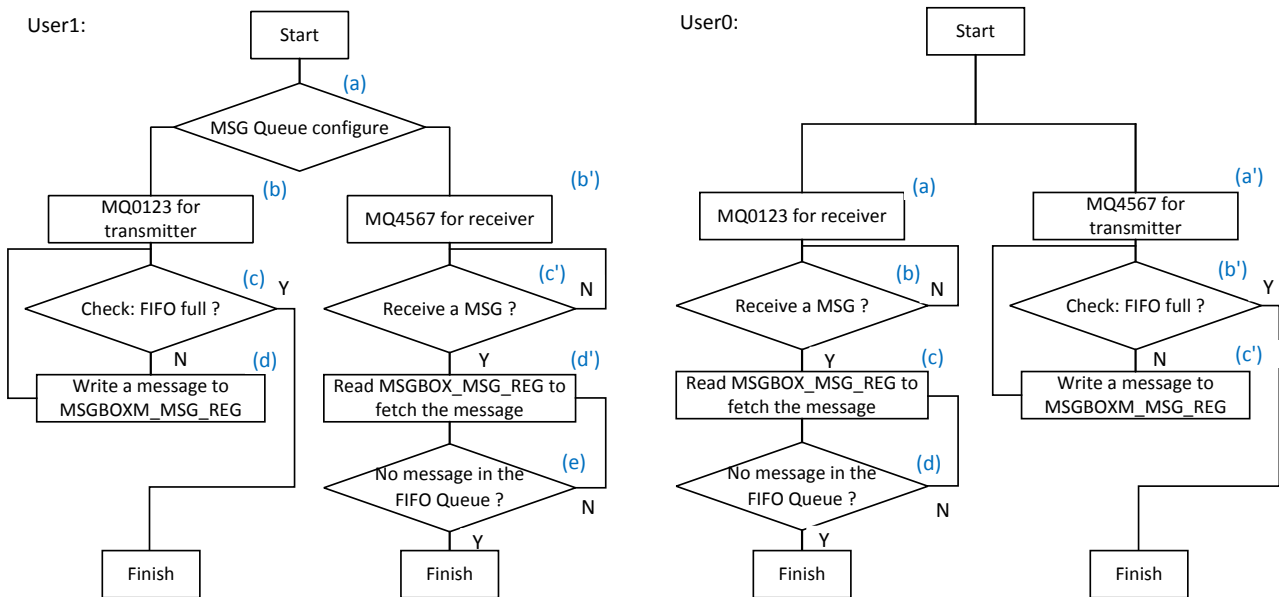 User1:
Start
(a)
MSG Queue configure
(b)
MQ0123 for
transmitter
(b')
MQ4567 for receiver
(c)
Check: FIFO full ?
Y
N
(d)
Write a message to
MSGBOXM_MSG_REG
(c')
Receive a MSG ?
N
Y
(d')
Read MSGBOX_MSG_REG to
fetch the message
(e)
No message in the
FIFO Queue ?
N
Y
Finish
Finish
User0:
Start
(a)
MQ0123 for receiver
(a')
MQ4567 for
transmitter
(b)
Receive a MSG ?
N
Y
(c)
Read MSGBOX_MSG_REG to
fetch the message
(d)
No message in the
FIFO Queue ?
N
Y
Finish
(b')
Check: FIFO full ?
Y
N
(c')
Write a message to
MSGBOXM_MSG_REG
Finish